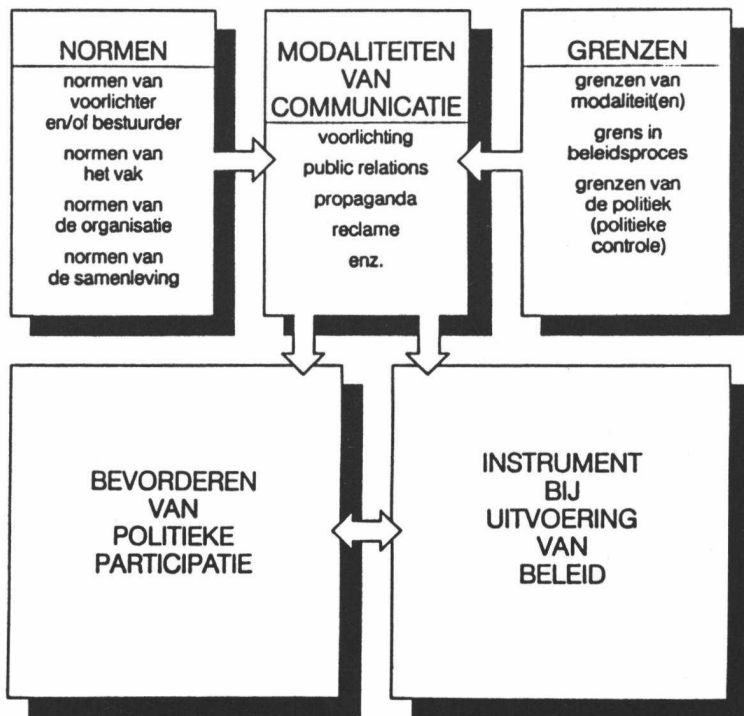 NORMEN
normen van
voorlichter
en/of bestuurder
normen van
het vak
normen van
de organisatie
normen van
de samenleving
MODALITEITEN
VAN
COMMUNICATIE
voorlichting
public relations
propaganda
reclame
enz.
GRENZEN
grenzen van
modaliteit(en)
grens in
beleidsproces
grenzen van
de politiek
(politieke
controle)
BEVORDEREN
VAN
POLITIEKE
PARTICIPATIE
INSTRUMENT
BIJ
UITVOERING
VAN
BELEID